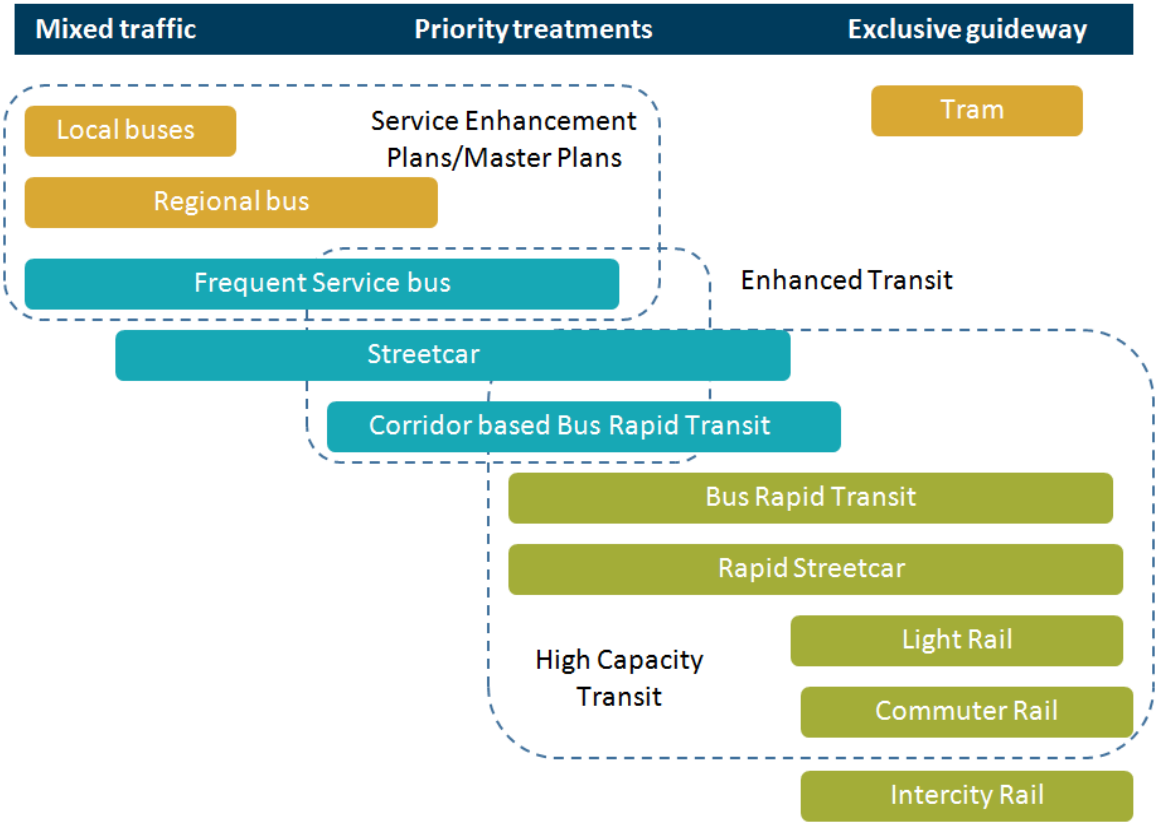 Mixed traffic
Priority treatments
Exclusive guideway
Local buses
Service Enhancement
Plans/Master Plans
Tram
Regional bus
Frequent Service bus
Enhanced Transit
Streetcar
Corridor based Bus Rapid Transit
Bus Rapid Transit
Rapid Streetcar
Light Rail
High Capacity
Transit
Commuter Rail
Intercity Rail